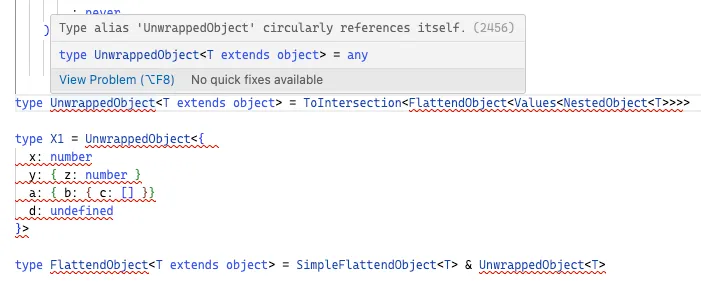 : never
)
Type alias 'UnwrappedObject' circularly references itself. (2456)
type UnwrappedObject<T extends object> = any
View Problem (⌥F8) No quick fixes available
type UnwrappedObject<T extends object> = ToIntersection<FlattendObject<Values<NestedObject<T>>>>
type X1 = UnwrappedObject<{
x: number
y: { z: number }
a: { b: { c: [] }}
d: undefined
}>
type FlattendObject<T extends object> = SimpleFlattendObject<T> & UnwrappedObject<T>